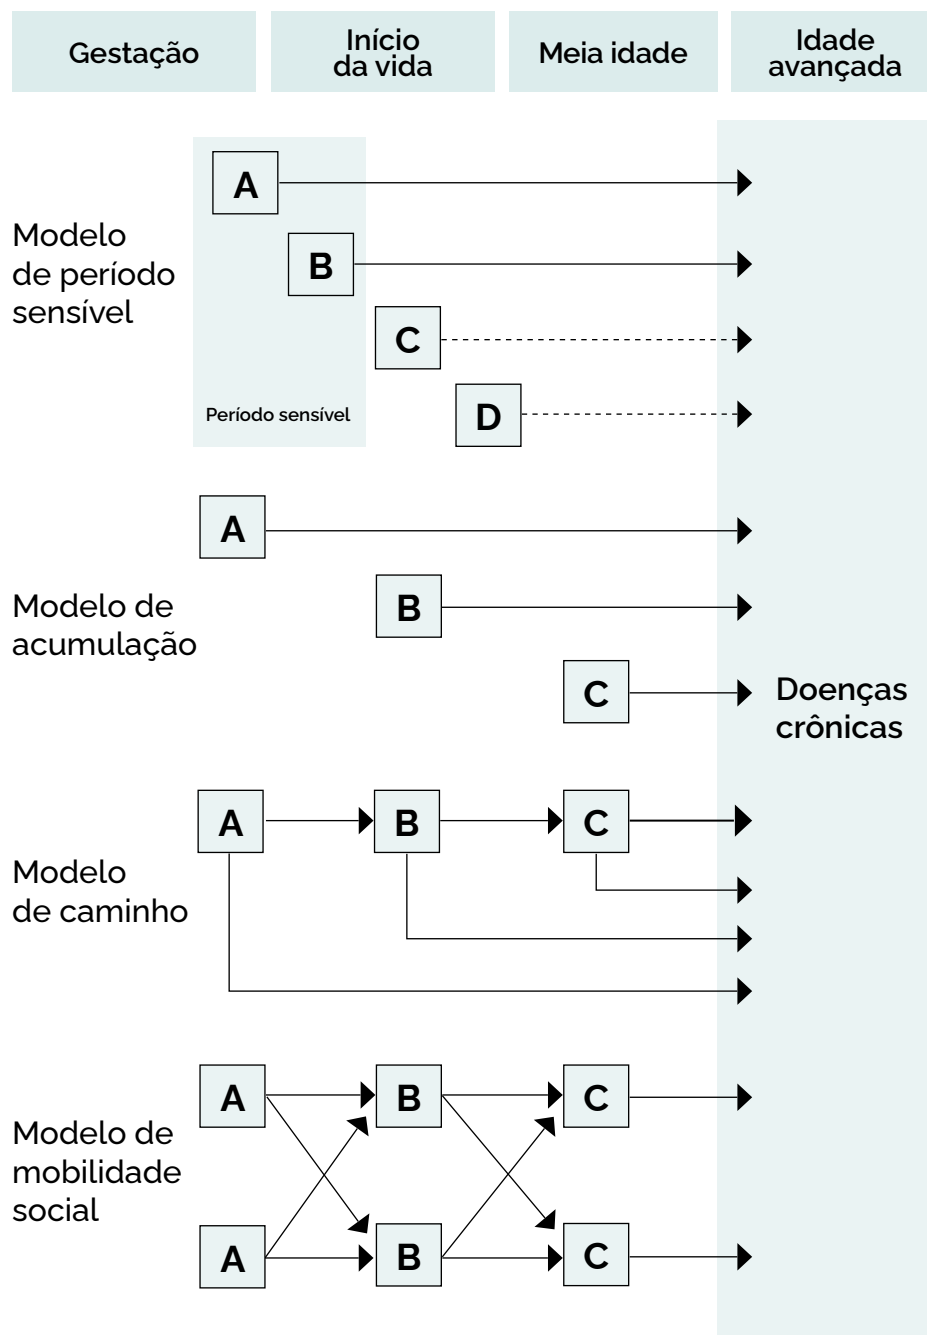 Gestação
Início
da vida
Meia idade
Idade
avançada
Modelo
de período
sensível
A
B
C
D
Período sensível
Modelo de
acumulação
A
B
C
Doenças
crônicas
Modelo
de caminho
A
B
C
Modelo de
mobilidade
social
A
B
C
A
B
C